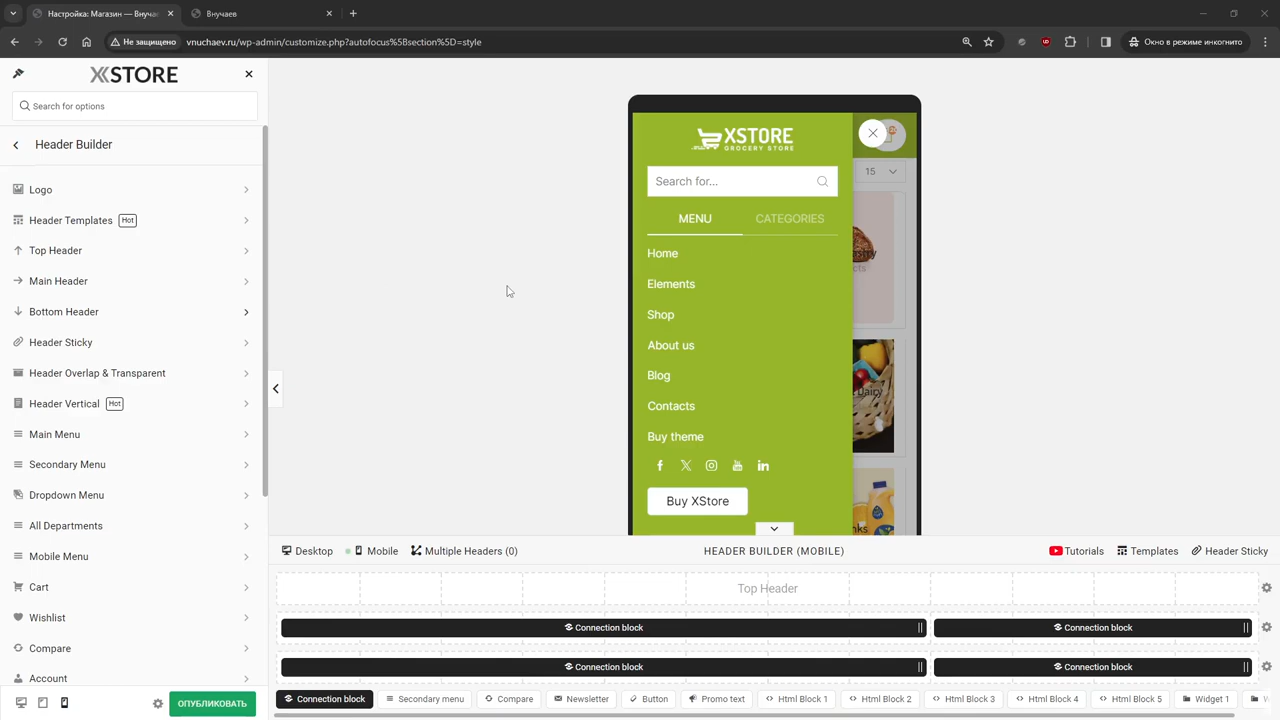 Настройка: Магазин — Внуча
Внучаев
Не защищено
vnuchaev.ru/wp-admin/customize.php?autofocus%5Bsection%5D=style
Окно в режиме инкогнито
XSTORE
Search for options
Header Builder
Logo
Header Templates Hot
Top Header
Main Header
Bottom Header
Header Sticky
Header Overlap & Transparent
Header Vertical Hot
Main Menu
Secondary Menu
Dropdown Menu
All Departments
Mobile Menu
Cart
Wishlist
Compare
Account
ОПУБЛИКОВАТЬ
XSTORE
GROCERY STORE
Search for...
MENU CATEGORIES
Home
Elements
Shop
About us
Blog
Contacts
Buy theme
Buy XStore
15
Desktop Mobile Multiple Headers (0) HEADER BUILDER (MOBILE) Tutorials Templates Header Sticky
Top Header
Connection block Connection block
Connection block Connection block
Connection block Secondary menu Compare Newsletter Button Promo text Html Block 1 Html Block 2 Html Block 3 Html Block 4 Html Block 5 Widget 1